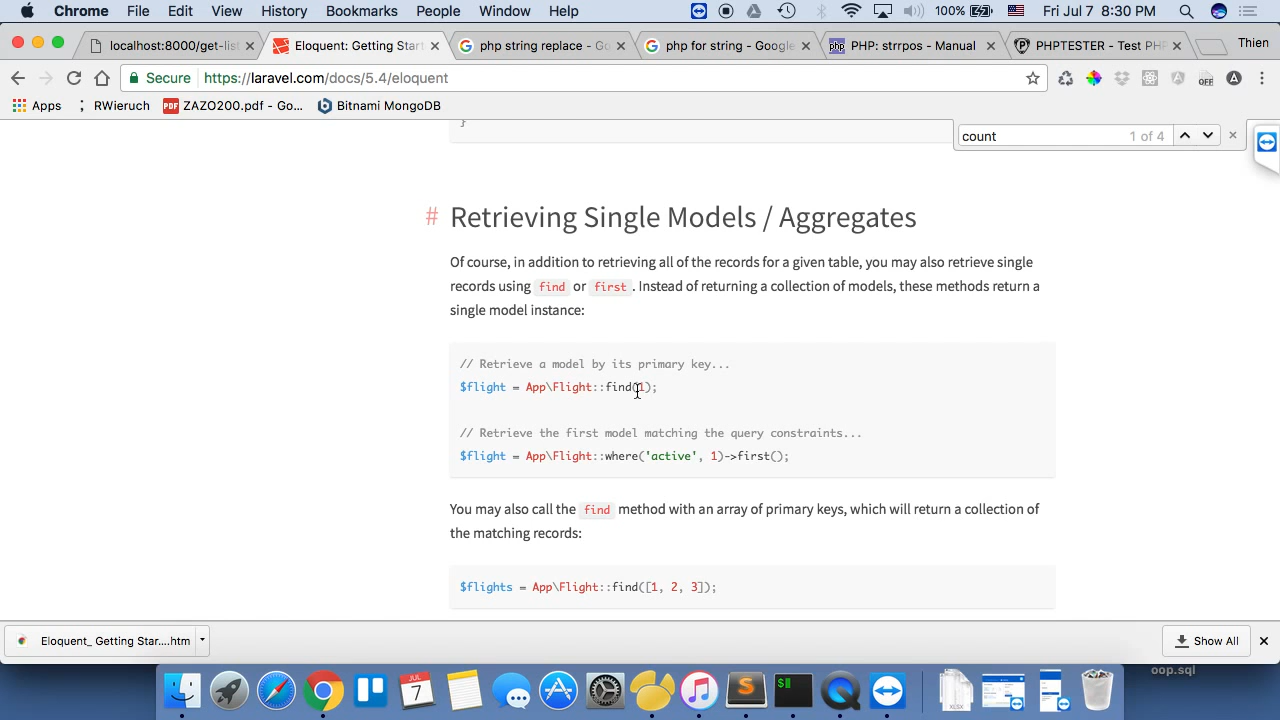 Chrome File Edit View History Bookmarks People Window Help 100% Fri Jul 7 8:30 PM
localhost:8000/get-list Eloquent: Getting Start php string replace - Go php for string - Google PHP: strrpos - Manual PHPTESTER - Test PHP Thien
Secure https://laravel.com/docs/5.4/eloquent
Apps RWieruch ZAZO200.pdf - Go... Bitnami MongoDB
count 1 of 4
}
# Retrieving Single Models / Aggregates
Of course, in addition to retrieving all of the records for a given table, you may also retrieve single
records using find or first. Instead of returning a collection of models, these methods return a
single model instance:
// Retrieve a model by its primary key...
$flight = App\Flight::find(1);
// Retrieve the first model matching the query constraints...
$flight = App\Flight::where('active', 1)->first();
You may also call the find method with an array of primary keys, which will return a collection of
the matching records:
$flights = App\Flight::find([1, 2, 3]);
Eloquent_ Getting Star....htm Show All
oop.sql